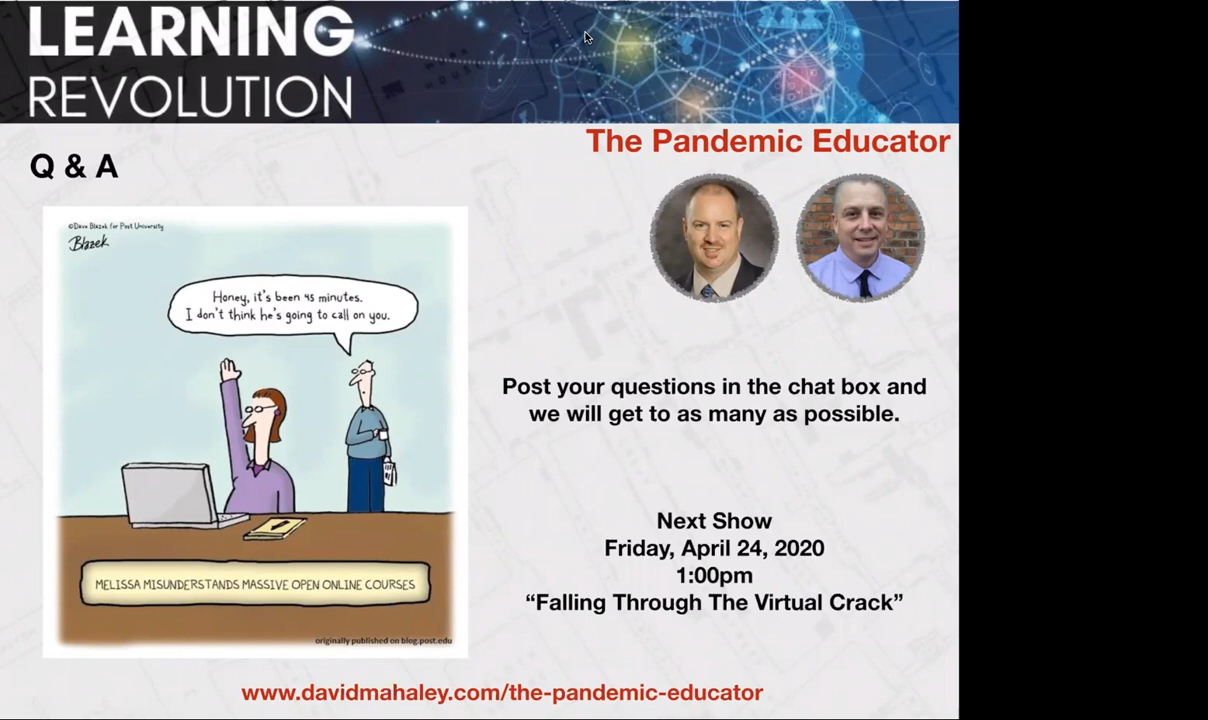 LEARNING
REVOLUTION
The Pandemic Educator
Q & A
©Dave Blazek for Post University
Blazek
Honey, it's been 45 minutes.
I don't think he's going to call on you.
MELISSA MISUNDERSTANDS MASSIVE OPEN ONLINE COURSES
originally published on blog.post.edu
Post your questions in the chat box and
we will get to as many as possible.
Next Show
Friday, April 24, 2020
1:00pm
“Falling Through The Virtual Crack”
www.davidmahaley.com/the-pandemic-educator